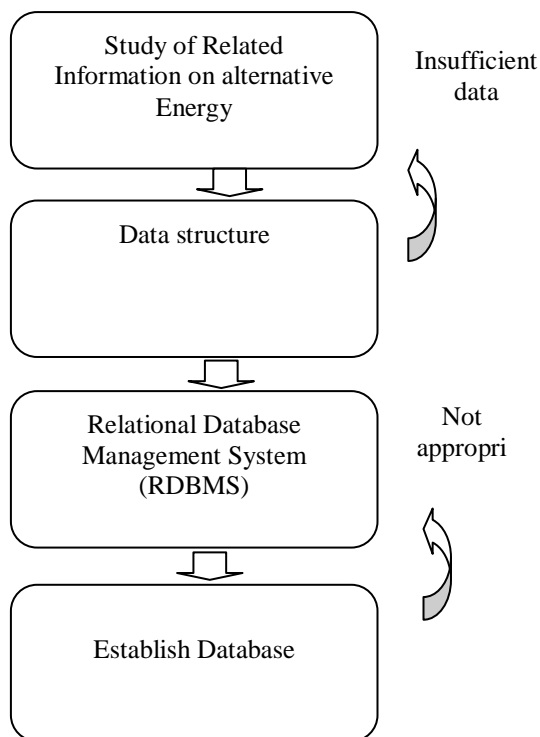 Study of Related
Information on alternative
Energy
Insufficient
data
Data structure
Relational Database
Management System
(RDBMS)
Not
appropri
Establish Database